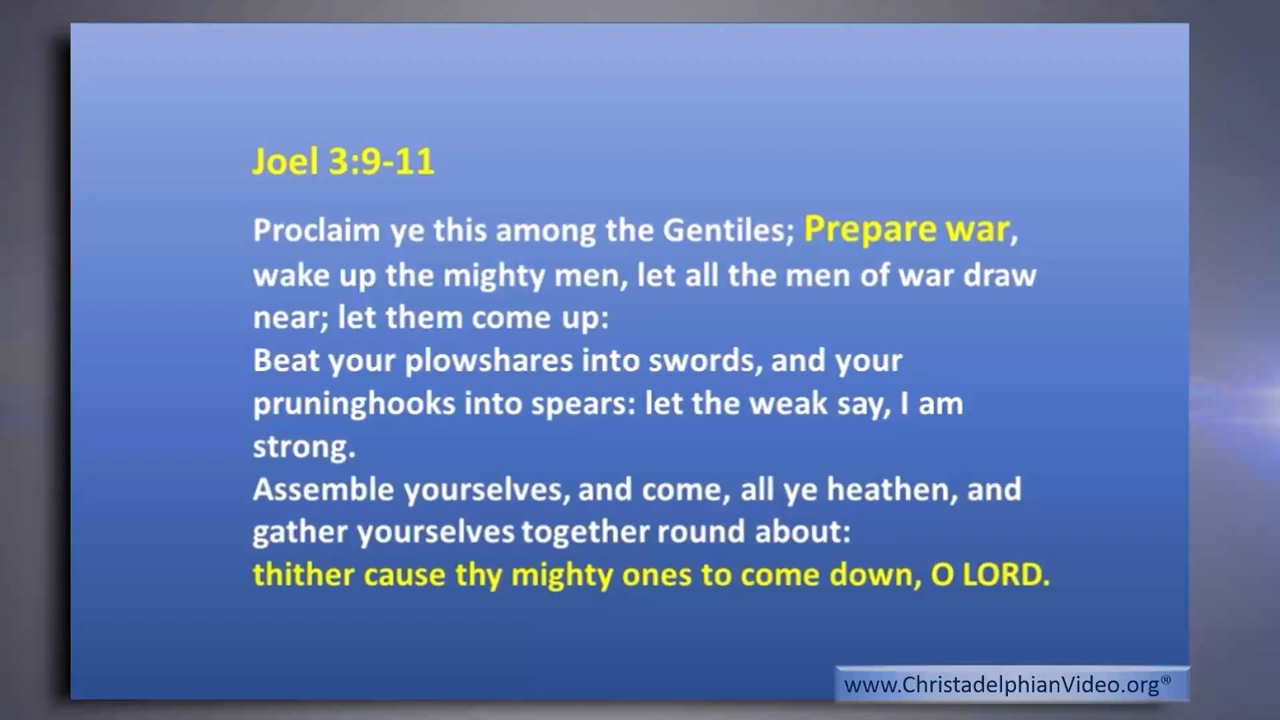 Joel 3:9-11
Proclaim ye this among the Gentiles; Prepare war,
wake up the mighty men, let all the men of war draw
near; let them come up:
Beat your plowshares into swords, and your
pruninghooks into spears: let the weak say, I am
strong.
Assemble yourselves, and come, all ye heathen, and
gather yourselves together round about:
thither cause thy mighty ones to come down, O LORD.
www.ChristadelphianVideo.org®